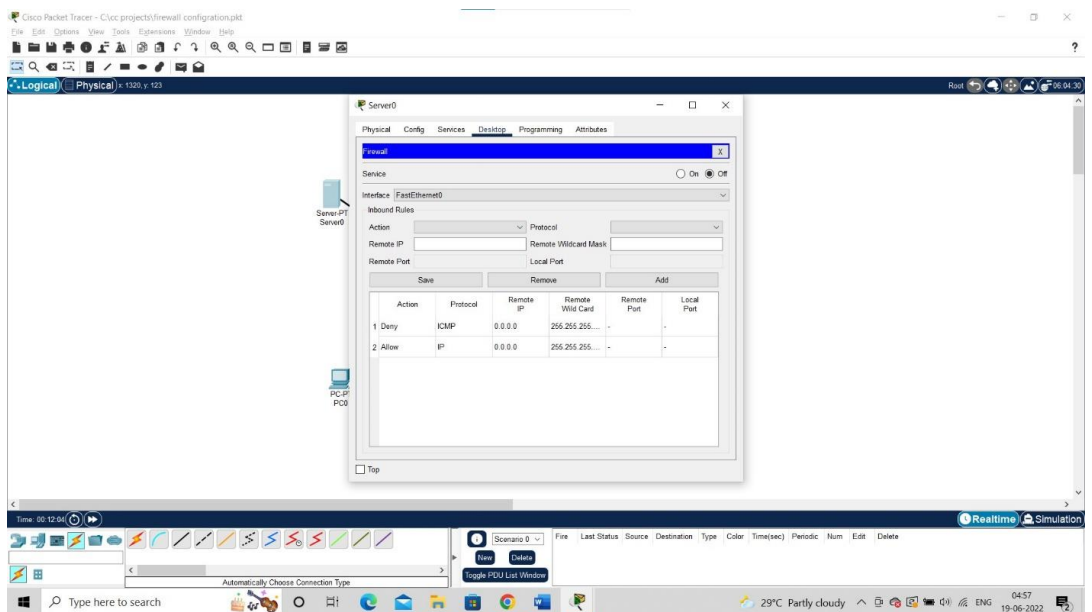 Cisco Packet Tracer - C:\cc projects\firewall configration.pkt
File Edit Options View Tools Extensions Window Help
?
Logical Physical x: 1320, y: 123
Root 06:04:30
Server0
Physical Config Services Desktop Programming Attributes
Firewall X
Service On Off
Interface FastEthernet0
Inbound Rules
Action Protocol
Remote IP Remote Wildcard Mask
Remote Port Local Port
Save Remove Add
Action Protocol Remote IP Remote Wild Card Remote Port Local Port
1 Deny ICMP 0.0.0.0 255.255.255.... - -
2 Allow IP 0.0.0.0 255.255.255.... - -
Top
Server-PT
Server0
PC-P
PC0
Time: 00:12:04
Realtime Simulation
Scenario 0
Fire Last Status Source Destination Type Color Time(sec) Periodic Num Edit Delete
New Delete
Toggle PDU List Window
Automatically Choose Connection Type
Type here to search
29°C Partly cloudy ENG
04:57
19-06-2022